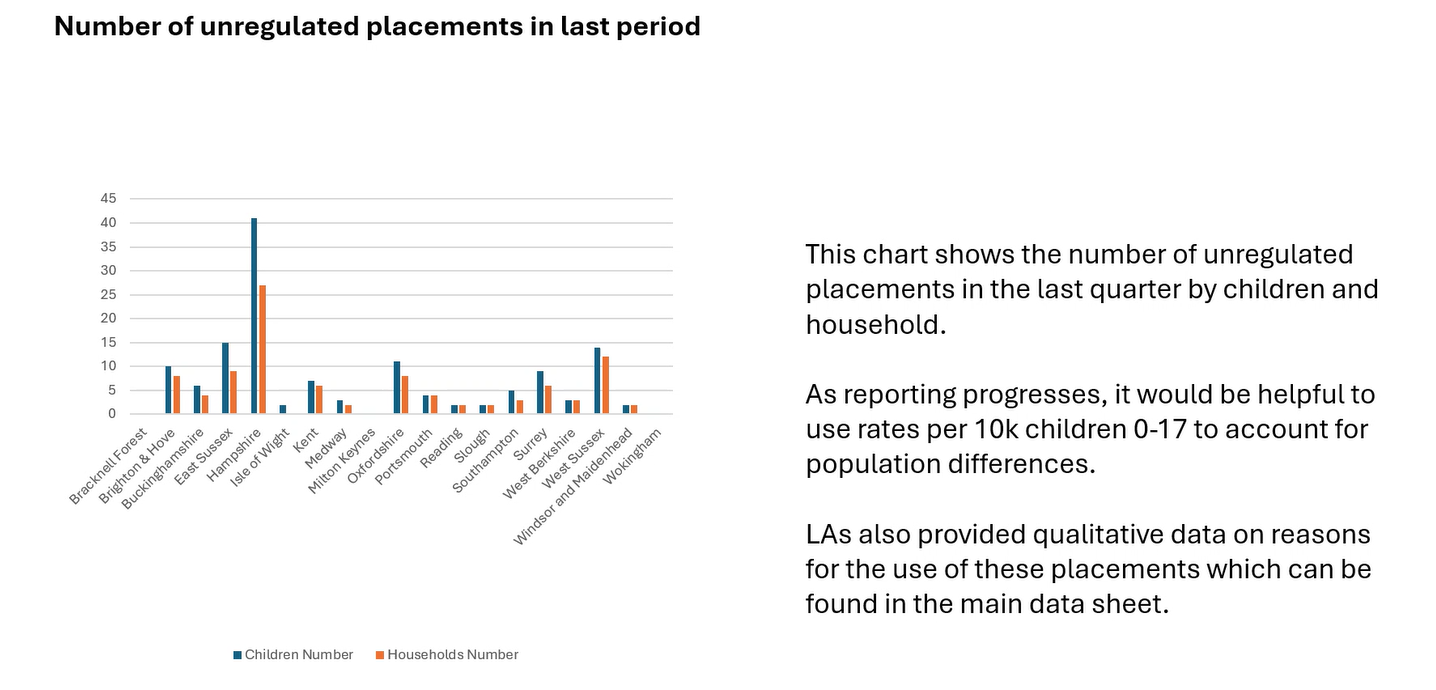 Number of unregulated placements in last period
45
40
35
30
25
20
15
10
5
0
Bracknell Forest
Brighton & Hove
Buckinghamshire
East Sussex
Hampshire
Isle of Wight
Kent
Medway
Milton Keynes
Oxfordshire
Portsmouth
Reading
Slough
Southampton
Surrey
West Berkshire
West Sussex
Windsor and Maidenhead
Wokingham
Children Number
Households Number
This chart shows the number of unregulated
placements in the last quarter by children and
household.
As reporting progresses, it would be helpful to
use rates per 10k children 0-17 to account for
population differences.
LAs also provided qualitative data on reasons
for the use of these placements which can be
found in the main data sheet.